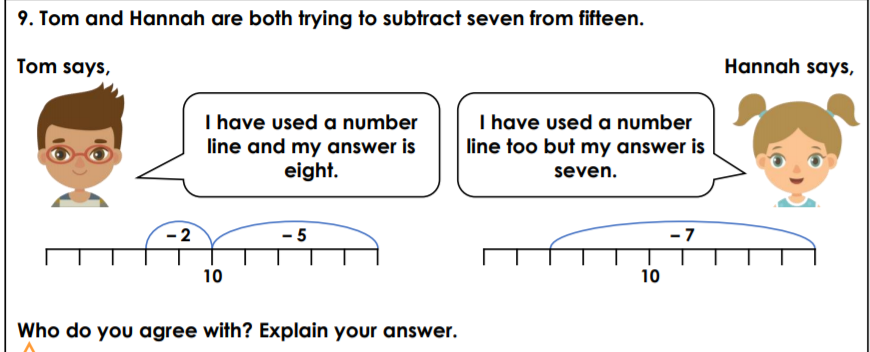 9. Tom and Hannah are both trying to subtract seven from fifteen.
Tom says,
Hannah says,
I have used a number
line and my answer is
eight.
I have used a number
line too but my answer is
seven.
– 2
– 5
10
– 7
10
Who do you agree with? Explain your answer.